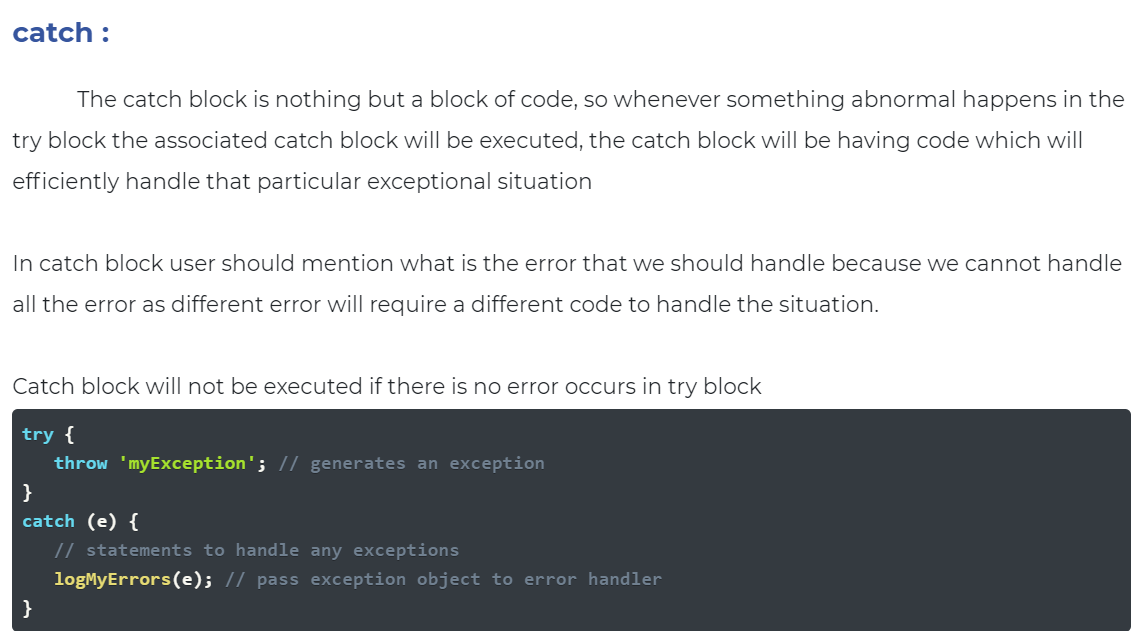 catch :
The catch block is nothing but a block of code, so whenever something abnormal happens in the
try block the associated catch block will be executed, the catch block will be having code which will
efficiently handle that particular exceptional situation
In catch block user should mention what is the error that we should handle because we cannot handle
all the error as different error will require a different code to handle the situation.
Catch block will not be executed if there is no error occurs in try block
try {
   throw 'myException'; // generates an exception
}
catch (e) {
   // statements to handle any exceptions
   logMyErrors(e); // pass exception object to error handler
}